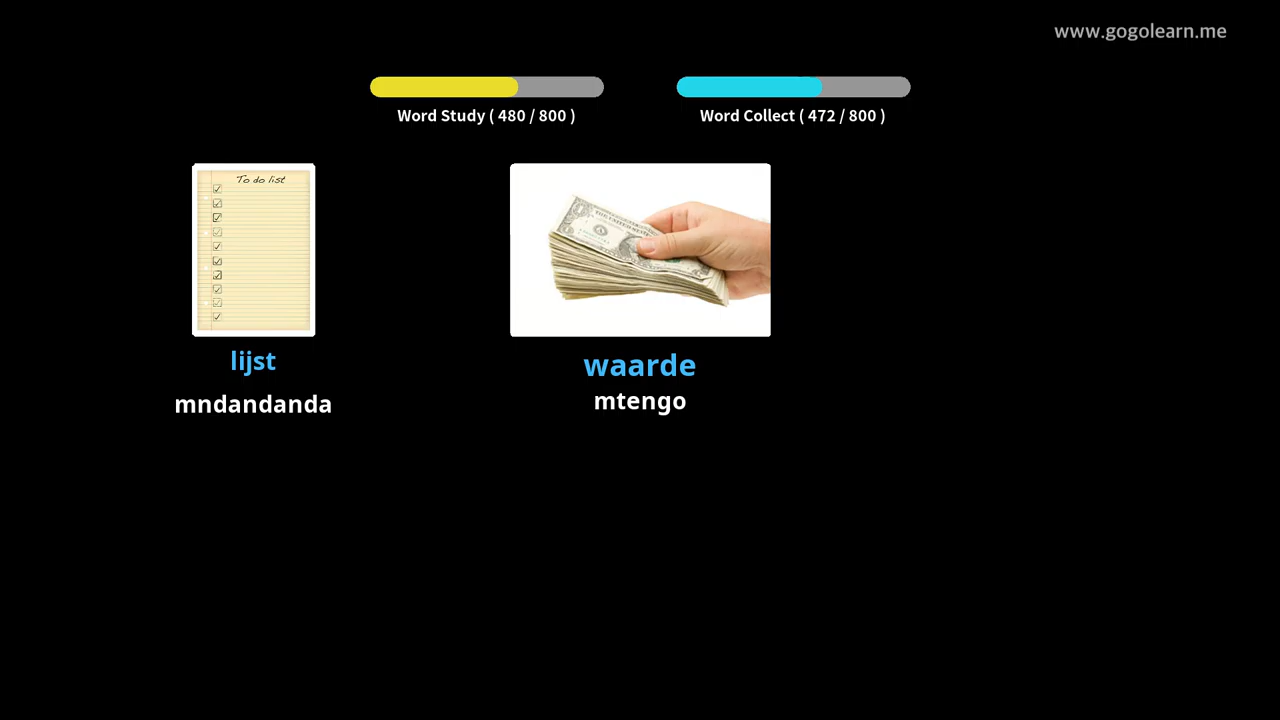 www.gogolearn.me
Word Study ( 480 / 800 )
Word Collect ( 472 / 800 )
To do list
lijst
mndandanda
waarde
mtengo